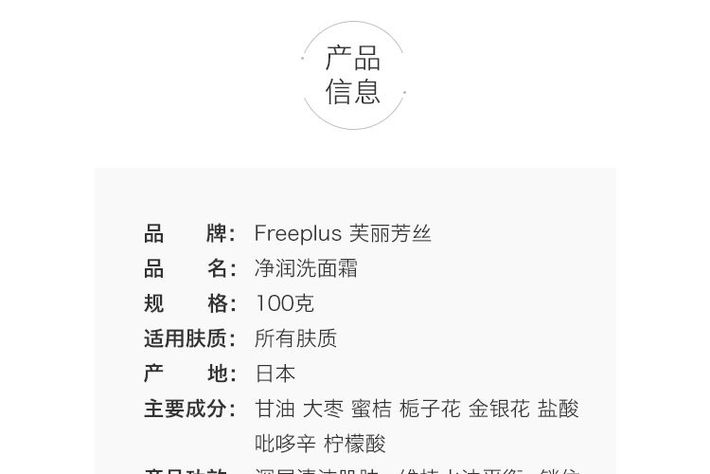 产品
信息
品 牌： Freeplus 芙丽芳丝
品 名： 净润洗面霜
规 格： 100克
适用肤质： 所有肤质
产 地： 日本
主要成分： 甘油 大枣 蜜桔 栀子花 金银花 盐酸
吡哆辛 柠檬酸